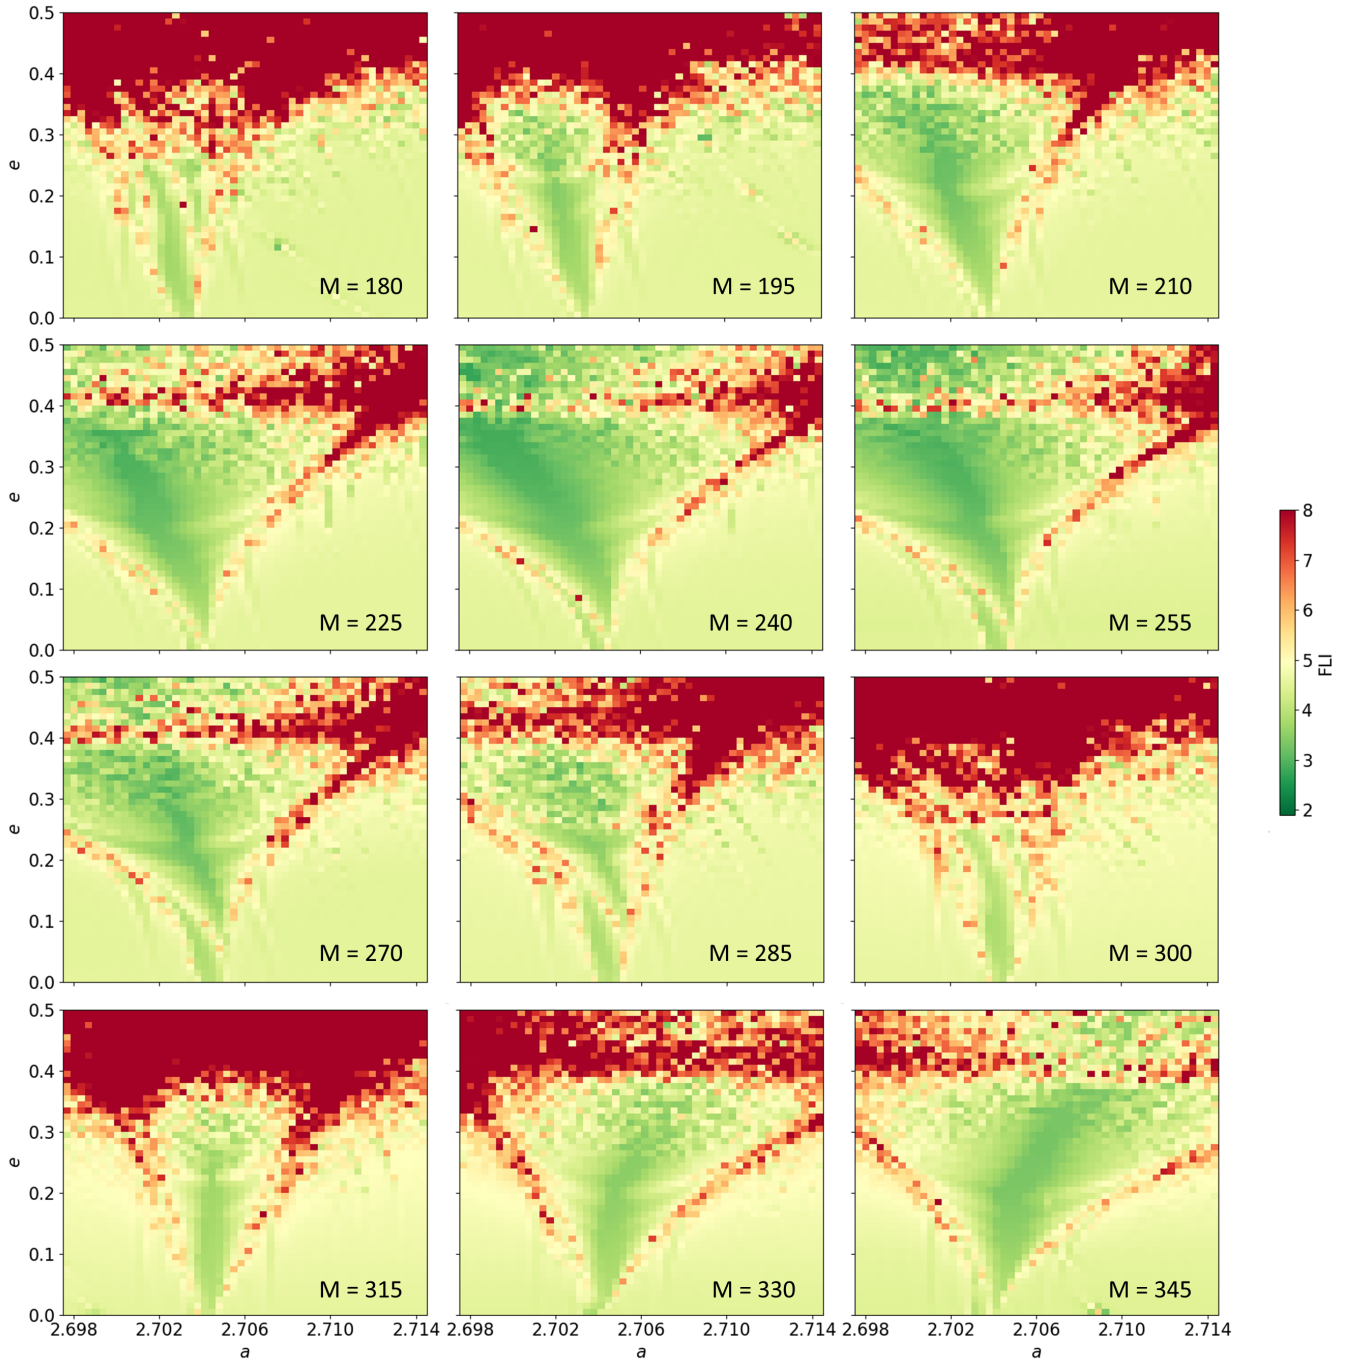 0.5
0.4
0.3
e
0.2
0.1
0.0
M = 180
M = 195
M = 210
0.5
0.4
0.3
e
0.2
0.1
0.0
M = 225
M = 240
M = 255
8
7
6
5
4
3
2
FLI
0.5
0.4
0.3
e
0.2
0.1
0.0
M = 270
M = 285
M = 300
0.5
0.4
0.3
e
0.2
0.1
0.0
M = 315
M = 330
M = 345
2.698 2.702 2.706 2.710 2.714 2.698 2.702 2.706 2.710 2.714 2.698 2.702 2.706 2.710 2.714
a a a